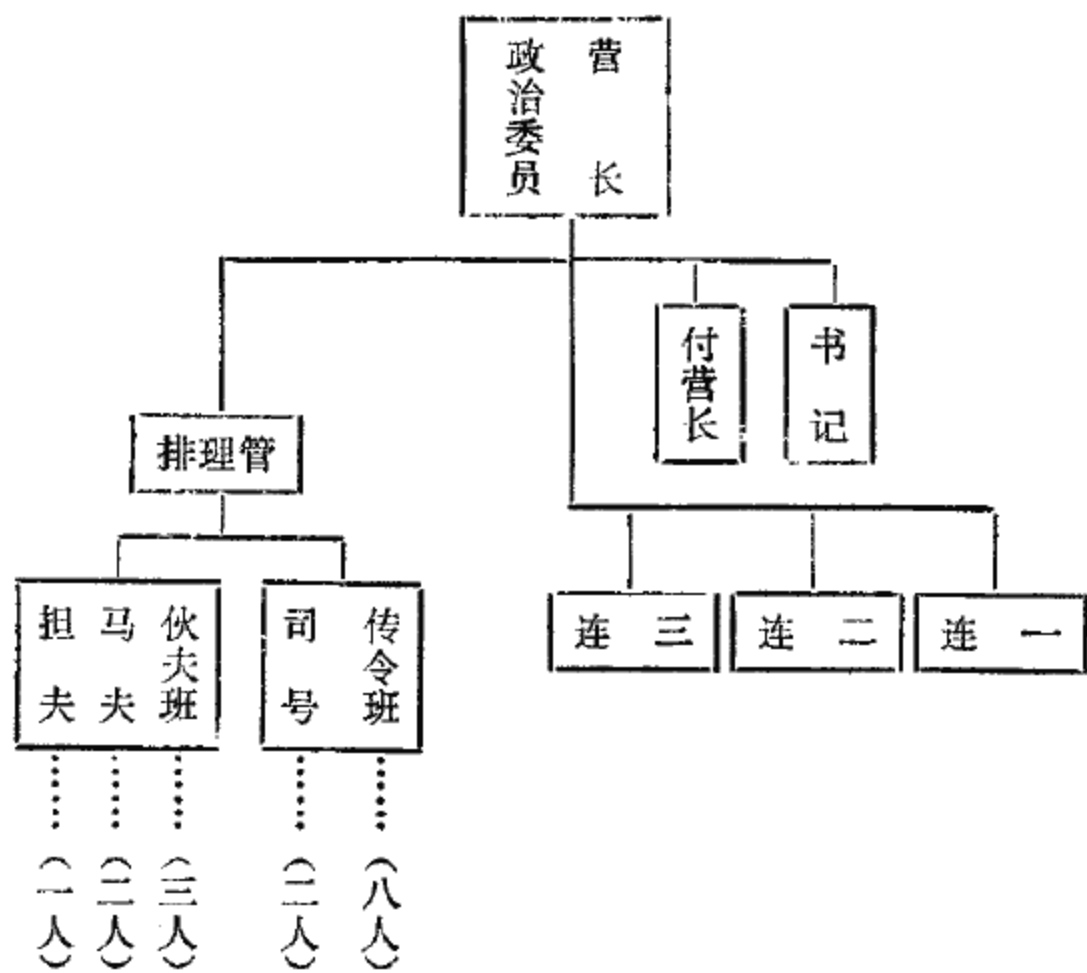 营长
政治委员
书记
付营长
管理排
一连
二连
三连
传令班……(八人)
司号……(二人)
伙夫班……(三人)
马夫……(二人)
担夫……(一人)